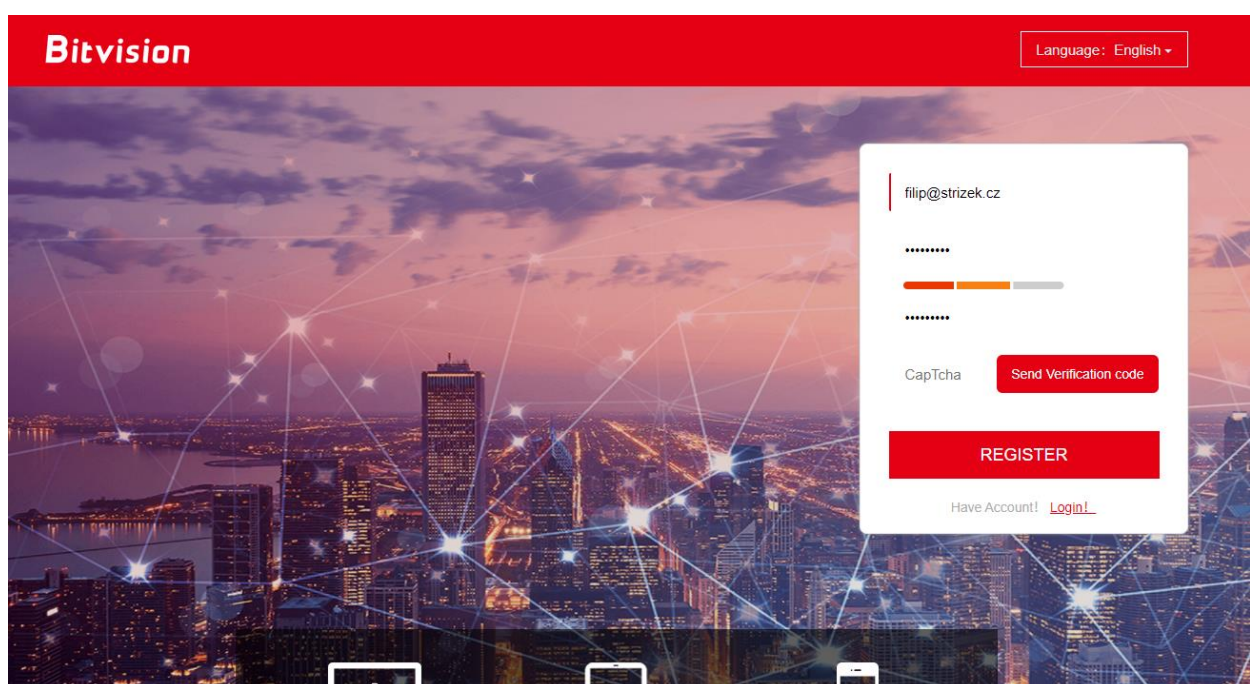 Bitvision
Language: English
filip@strizek.cz
•••••••••
•••••••••
CapTcha
Send Verification code
REGISTER
Have Account! Login!